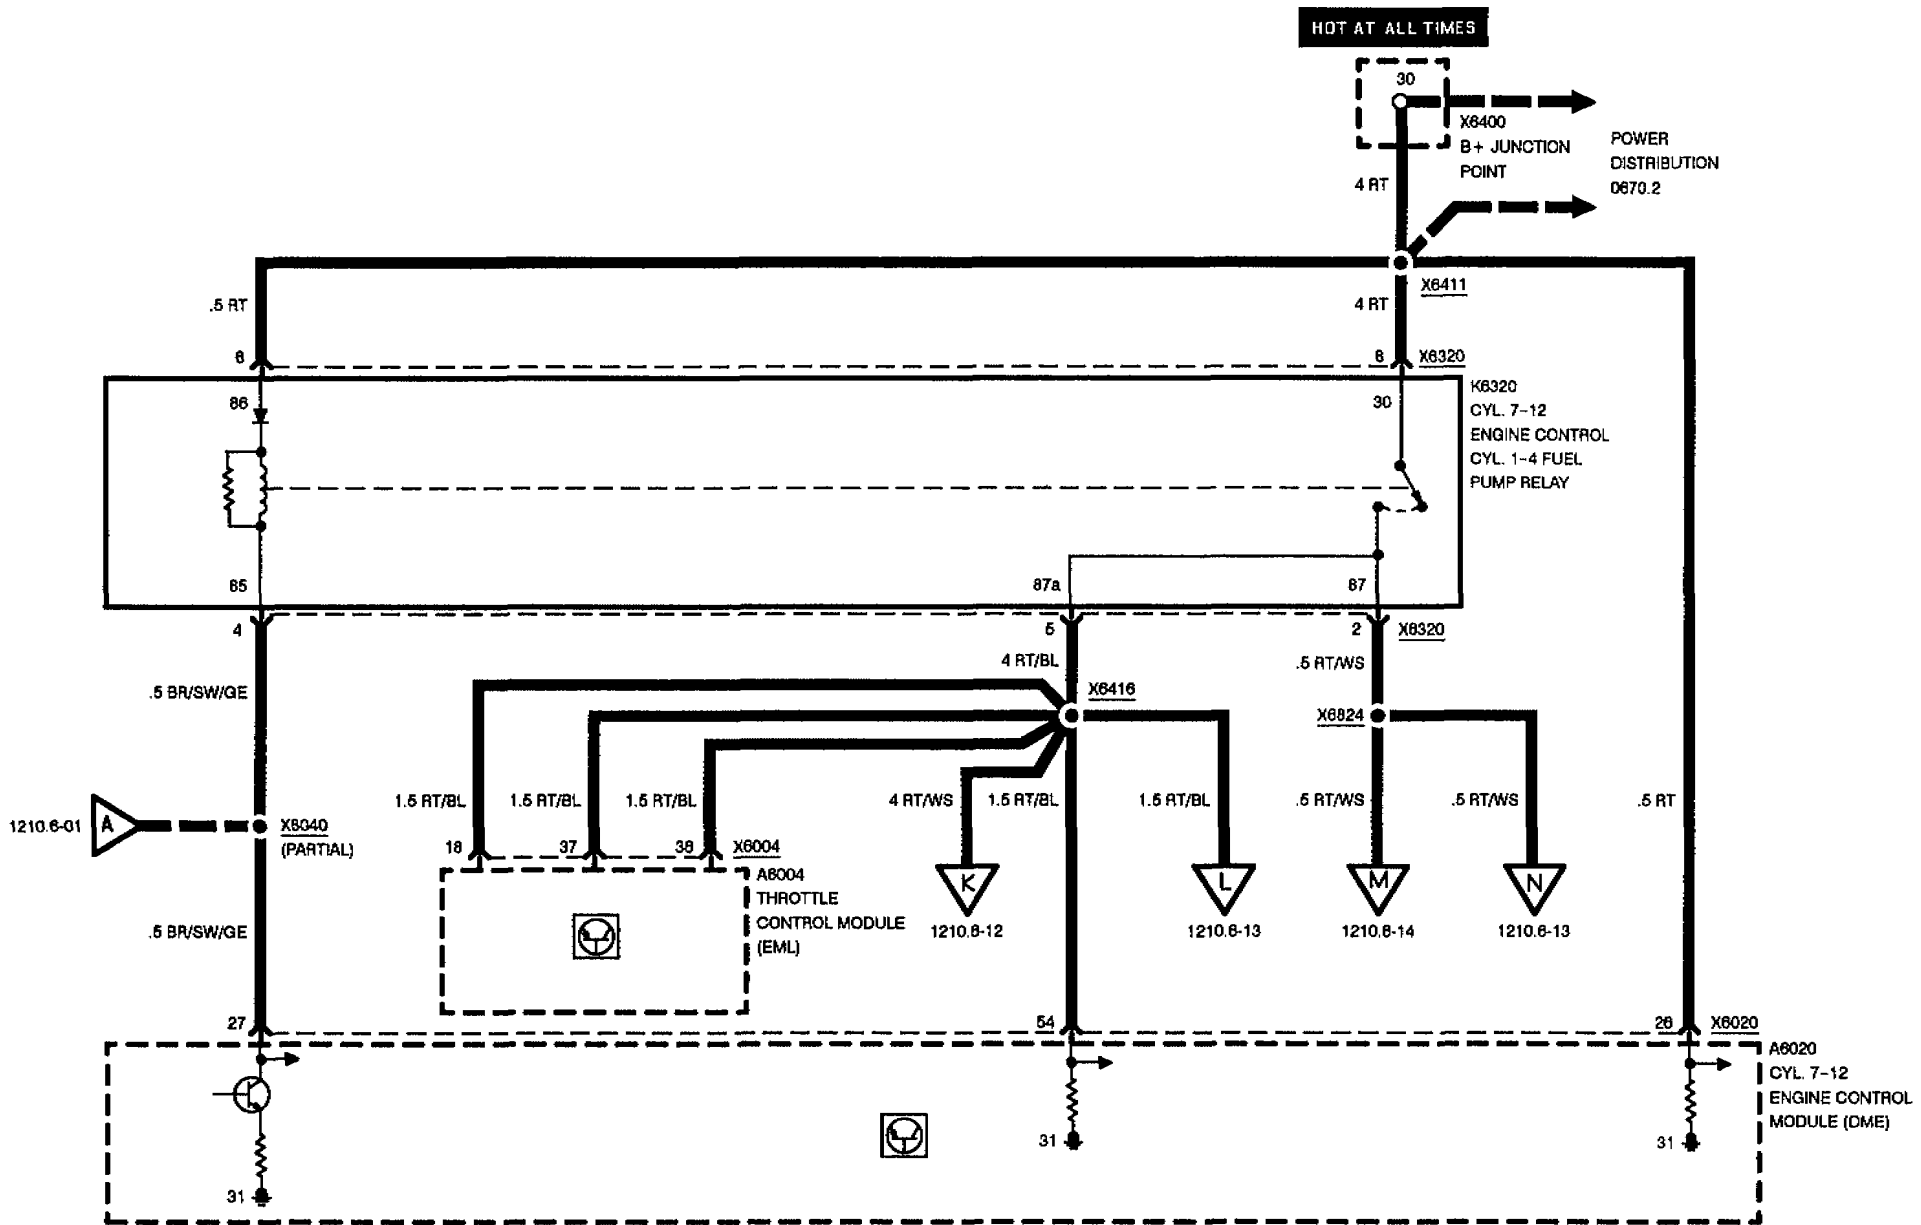 HOT AT ALL TIMES
30
X6400
B+ JUNCTION
POINT
POWER
DISTRIBUTION
0670.2
4 RT
X6411
.5 RT
4 RT
6
6
X6320
86
30
K6320
CYL. 7-12
ENGINE CONTROL
CYL. 1-4 FUEL
PUMP RELAY
85
87a
87
4
5
2
X6320
.5 BR/SW/GE
4 RT/BL
.5 RT/WS
X6416
X6824
1.5 RT/BL
1.5 RT/BL
1.5 RT/BL
4 RT/WS
1.5 RT/BL
1.5 RT/BL
.5 RT/WS
.5 RT/WS
.5 RT
1210.6-01
A
X6040
(PARTIAL)
18
37
38
X6004
A6004
THROTTLE
CONTROL MODULE
(EML)
K
L
M
N
1210.6-12
1210.6-13
1210.6-14
1210.6-13
.5 BR/SW/GE
27
54
26
X6020
A6020
CYL. 7-12
ENGINE CONTROL
MODULE (DME)
31
31
31